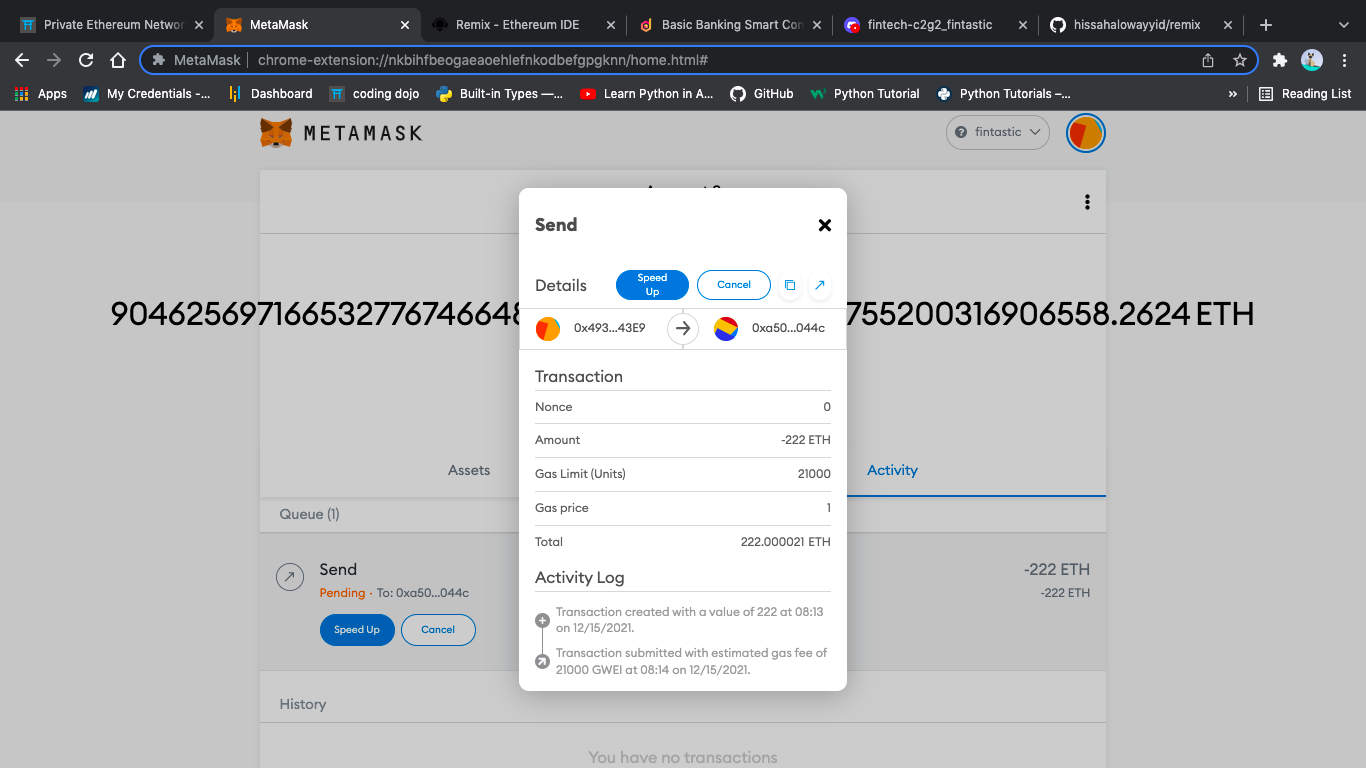 Private Ethereum Networ
MetaMask
Remix - Ethereum IDE
Basic Banking Smart Con
fintech-c2g2_fintastic
hissahalowayyid/remix
MetaMask | chrome-extension://nkbihfbeogaeaoehlefnkodbefgpgknn/home.html#
Apps
My Credentials -...
Dashboard
coding dojo
Built-in Types —...
Learn Python in A...
GitHub
Python Tutorial
Python Tutorials –...
»
Reading List
METAMASK
fintastic
Send
Details
Speed Up
Cancel
904625697166532776746648
755200316906558.2624 ETH
0x493...43E9
0xa50...044c
Transaction
Nonce 0
Amount -222 ETH
Gas Limit (Units) 21000
Gas price 1
Total 222.000021 ETH
Activity Log
Transaction created with a value of 222 at 08:13
on 12/15/2021.
Transaction submitted with estimated gas fee of
21000 GWEI at 08:14 on 12/15/2021.
Assets
Activity
Queue (1)
Send
-222 ETH
Pending · To: 0xa50...044c
-222 ETH
Speed Up
Cancel
History
You have no transactions